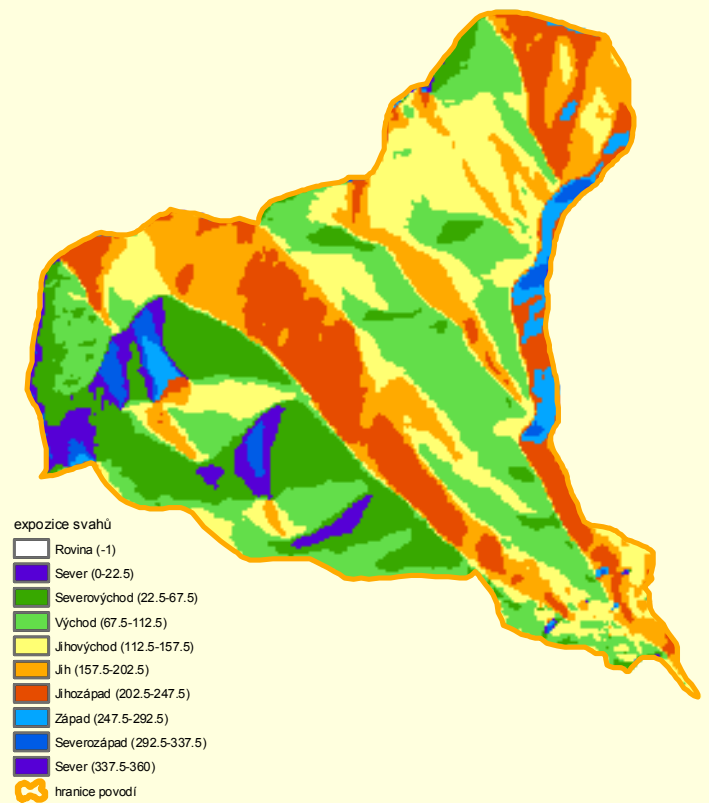 expozice svahů
Rovina (-1)
Sever (0-22.5)
Severovýchod (22.5-67.5)
Východ (67.5-112.5)
Jihovýchod (112.5-157.5)
Jih (157.5-202.5)
Jihozápad (202.5-247.5)
Západ (247.5-292.5)
Severozápad (292.5-337.5)
Sever (337.5-360)
hranice povodí